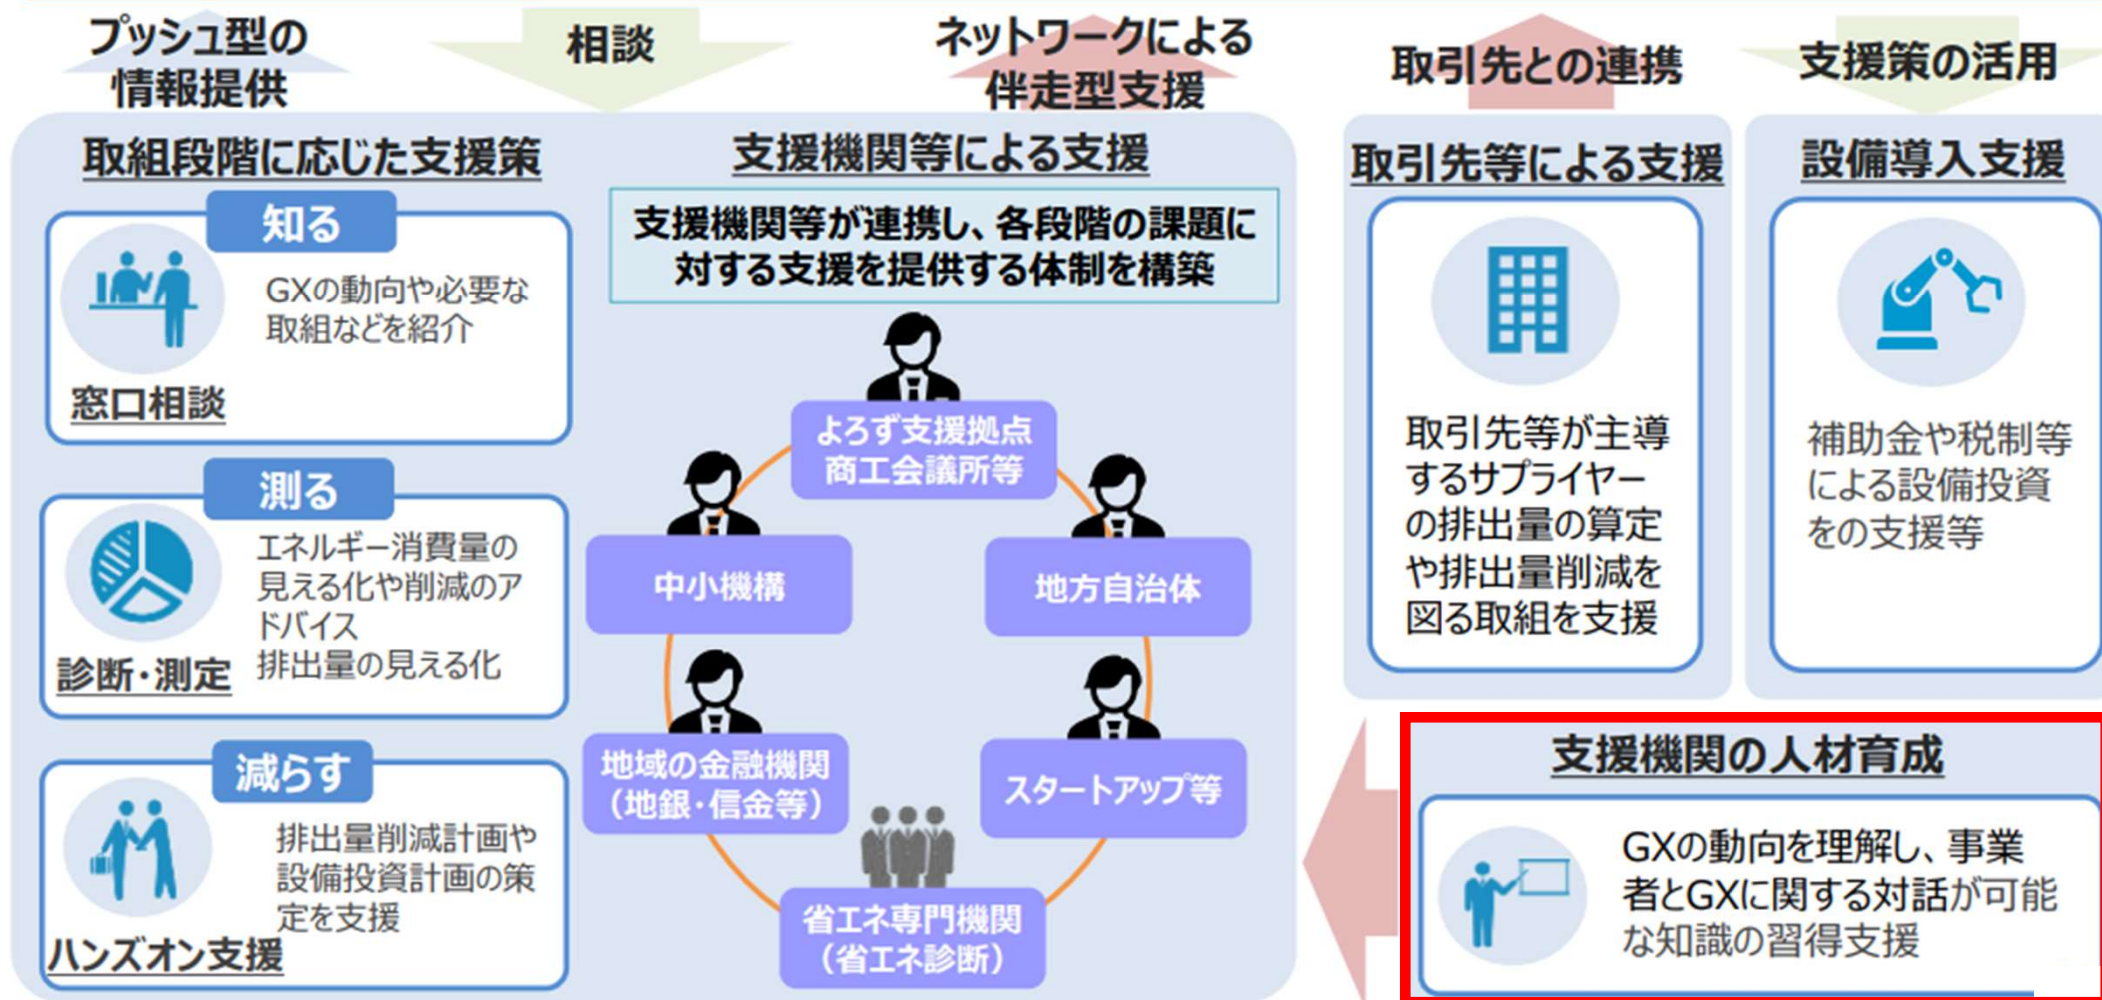 プッシュ型の
情報提供
相談
ネットワークによる
伴走型支援
取引先との連携
支援策の活用
取組段階に応じた支援策
知る
GXの動向や必要な
取組などを紹介
窓口相談
測る
エネルギー消費量の
見える化や削減のア
ドバイス
排出量の見える化
診断・測定
減らす
排出量削減計画や
設備投資計画の策
定を支援
ハンズオン支援
支援機関等による支援
支援機関等が連携し、各段階の課題に
対する支援を提供する体制を構築
よろず支援拠点
商工会議所等
中小機構
地方自治体
地域の金融機関
（地銀・信金等）
スタートアップ等
省エネ専門機関
（省エネ診断）
取引先等による支援
取引先等が主導
するサプライヤー
の排出量の算定
や排出量削減を
図る取組を支援
設備導入支援
補助金や税制等
による設備投資
をの支援等
支援機関の人材育成
GXの動向を理解し、事業
者とGXに関する対話が可能
な知識の習得支援